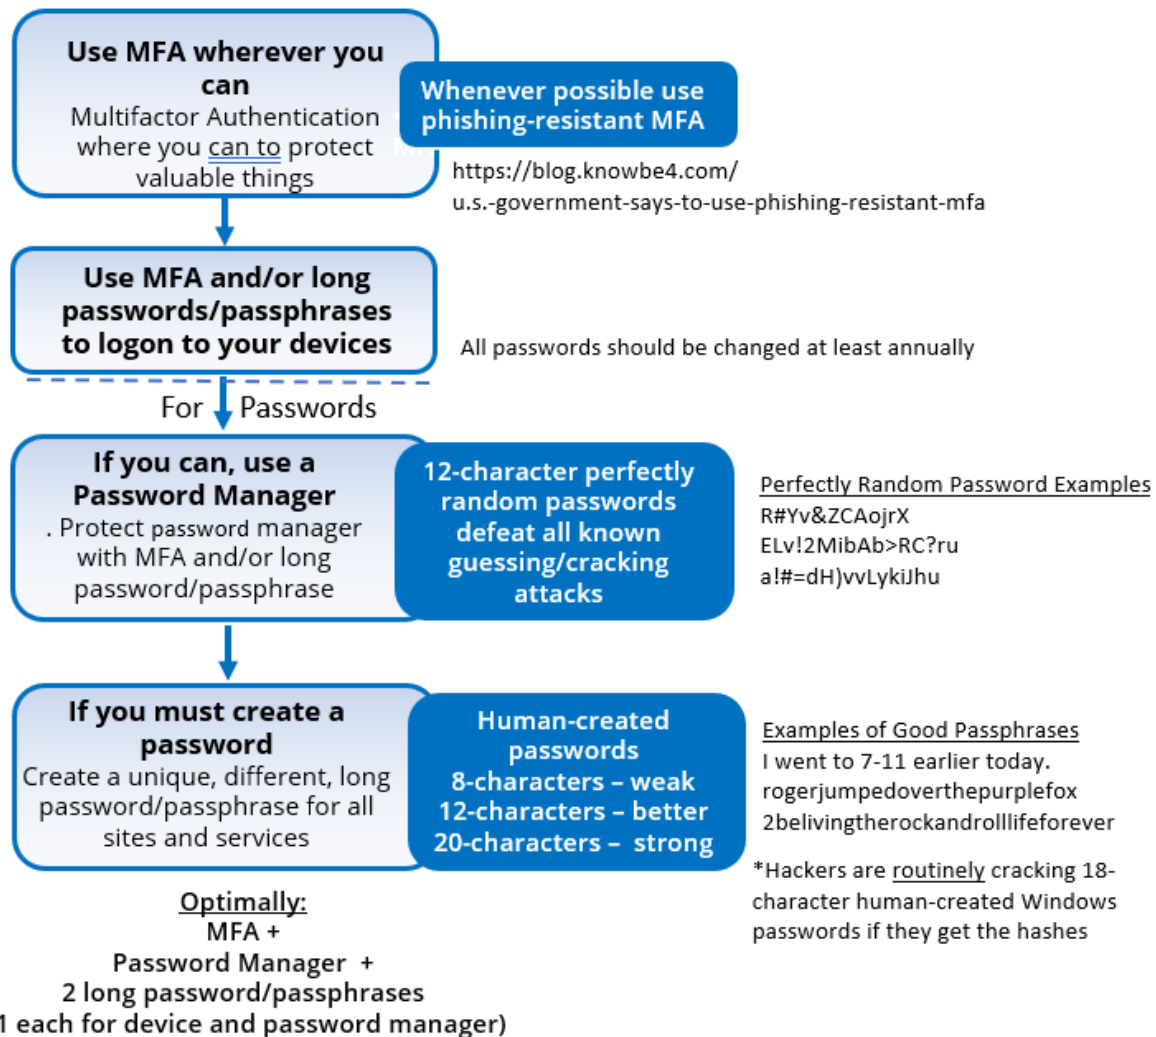 Use MFA wherever you
can
Multifactor Authentication
where you can to protect
valuable things
Whenever possible use
phishing-resistant MFA
https://blog.knowbe4.com/
u.s.-government-says-to-use-phishing-resistant-mfa
Use MFA and/or long
passwords/passphrases
to logon to your devices
All passwords should be changed at least annually
For Passwords
If you can, use a
Password Manager
. Protect password manager
with MFA and/or long
password/passphrase
12-character perfectly
random passwords
defeat all known
guessing/cracking
attacks
Perfectly Random Password Examples
R#Yv&ZCAojrX
ELv!2MibAb>RC?ru
a!#=dH)vvLykiJhu
If you must create a
password
Create a unique, different, long
password/passphrase for all
sites and services
Human-created
passwords
8-characters – weak
12-characters – better
20-characters – strong
Examples of Good Passphrases
I went to 7-11 earlier today.
rogerjumpedoverthepurplefox
2belivingtherockandrolllifeforever
*Hackers are routinely cracking 18-
character human-created Windows
passwords if they get the hashes
Optimally:
MFA +
Password Manager +
2 long password/passphrases
1 each for device and password manager)